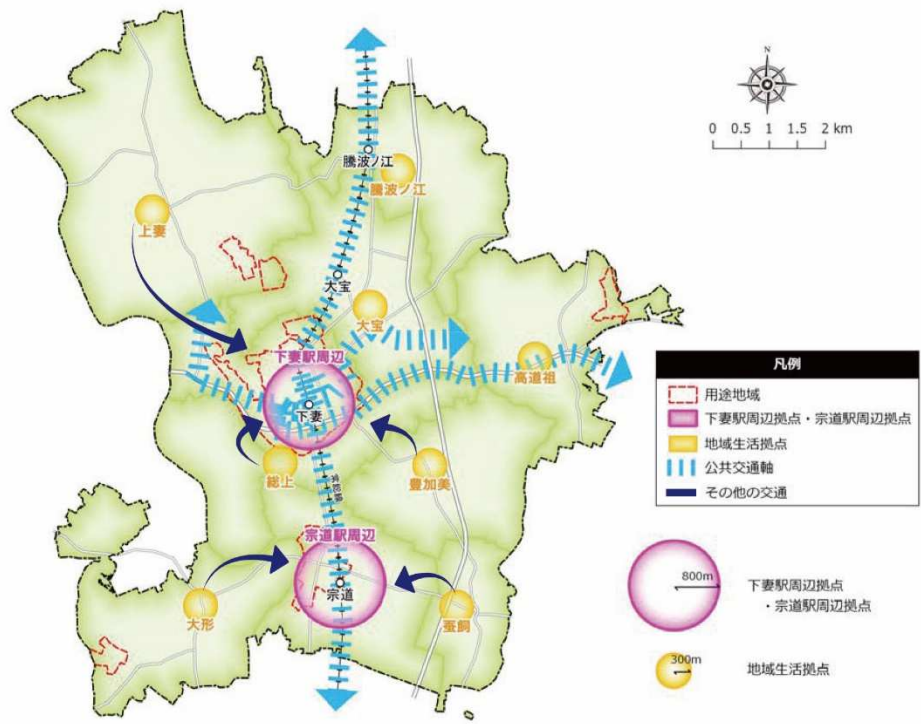 N
0 0.5 1 1.5 2 km
騰波ノ江
騰波ノ江
上妻
大宝
大宝
下妻駅周辺
高道祖
下妻
総上
豊加美
常総線
宗道駅周辺
宗道
大形
蚕飼
凡例
用途地域
下妻駅周辺拠点・宗道駅周辺拠点
地域生活拠点
公共交通軸
その他の交通
800m
下妻駅周辺拠点
・宗道駅周辺拠点
300m
地域生活拠点